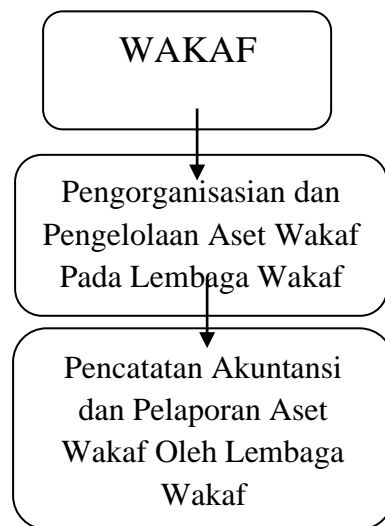 WAKAF
Pengorganisasian dan
Pengelolaan Aset Wakaf
Pada Lembaga Wakaf
Pencatatan Akuntansi
dan Pelaporan Aset
Wakaf Oleh Lembaga
Wakaf